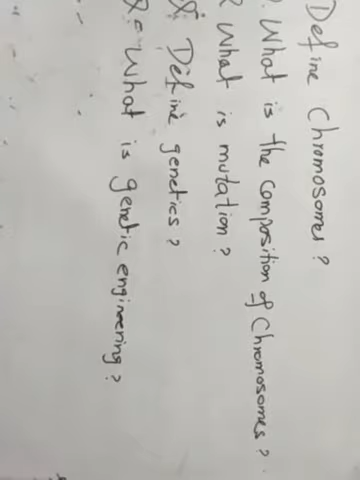 Define Chromosomes?
What is the Composition of Chromosomes?
What is mutation?
Q: Define genetics?
Q= What is genetic engineering?